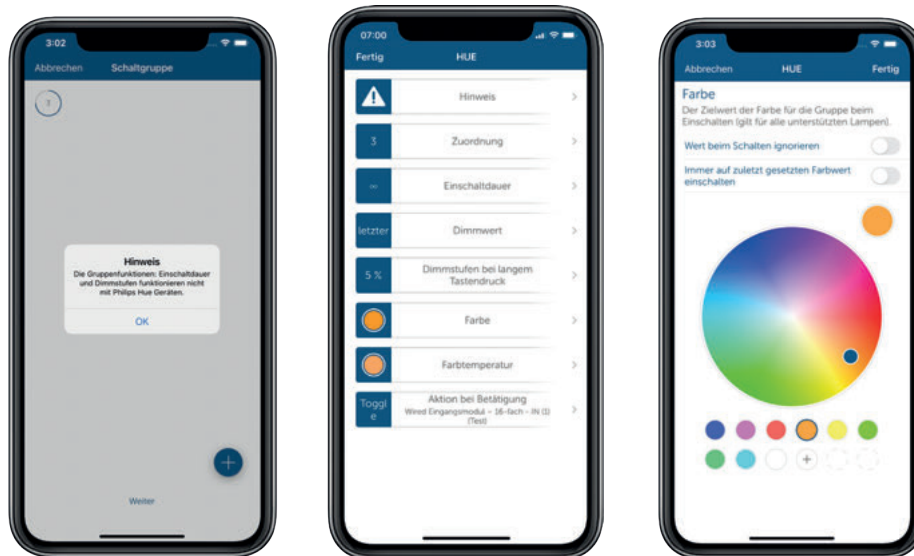 3:02
Abbrechen Schaltgruppe
3
Hinweis
Die Gruppenfunktionen: Einschaltdauer
und Dimmstufen funktionieren nicht
mit Philips Hue Geräten.
OK
+
Weiter
07:00
Fertig HUE
Hinweis
3 Zuordnung
∞ Einschaltdauer
letzter Dimmwert
5 % Dimmstufen bei langem
Tastendruck
Farbe
Farbtemperatur
Toggl
e
Aktion bei Betätigung
Wired Eingangsmodul – 16-fach - IN (1)
(Test)
3:03
Abbrechen HUE Fertig
Farbe
Der Zielwert der Farbe für die Gruppe beim
Einschalten (gilt für alle unterstützten Lampen).
Wert beim Schalten ignorieren
Immer auf zuletzt gesetzten Farbwert
einschalten
+